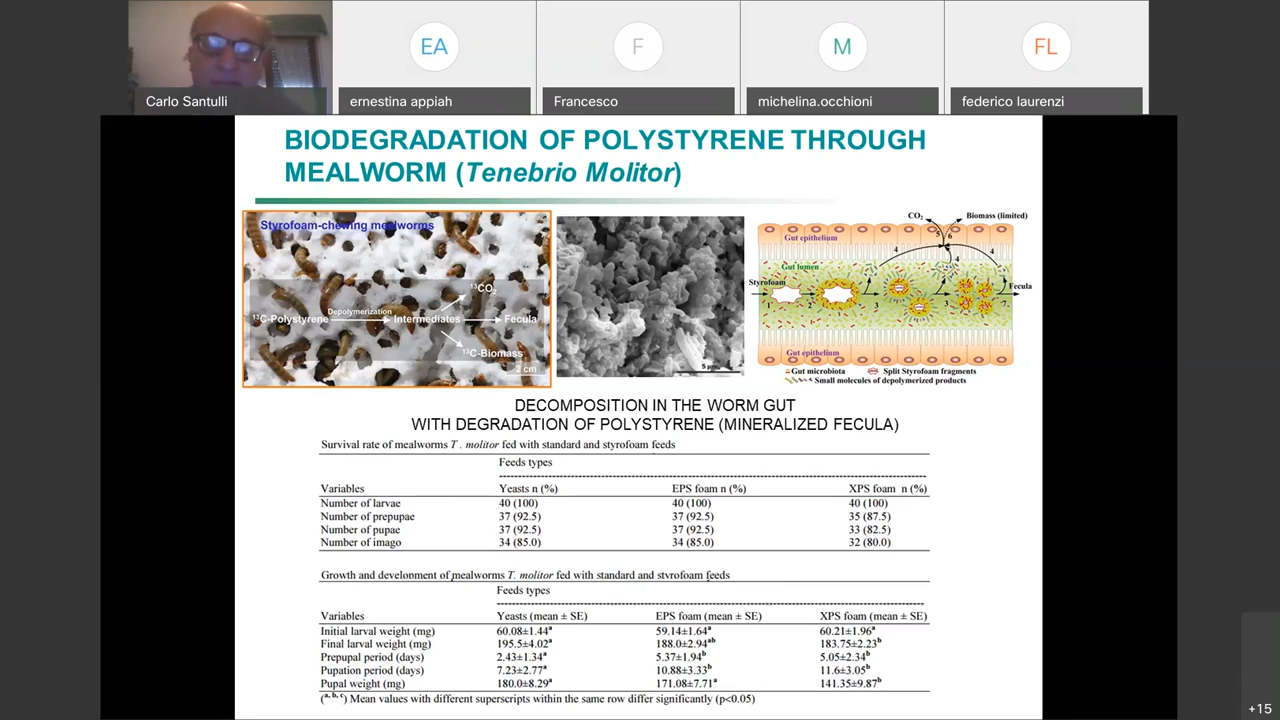 EA
F
M
FL
Carlo Santulli
ernestina appiah
Francesco
michelina.occhioni
federico laurenzi
BIODEGRADATION OF POLYSTYRENE THROUGH
MEALWORM (Tenebrio Molitor)
Styrofoam-chewing mealworms
¹³CO₂
Depolymerization
¹³C-Polystyrene Intermediates Fecula
¹³C-Biomass
2 cm
5 µm
CO₂ Biomass (limited)
5 6
Gut epithelium
4 4
4
Gut lumen
Styrofoam Fecula
1 2 3 7
Gut epithelium
Gut microbiota Split Styrofoam fragments
Small molecules of depolymerized products
DECOMPOSITION IN THE WORM GUT
WITH DEGRADATION OF POLYSTYRENE (MINERALIZED FECULA)
Survival rate of mealworms T . molitor fed with standard and styrofoam feeds
Feeds types
Variables Yeasts n (%) EPS foam n (%) XPS foam n (%)
Number of larvae 40 (100) 40 (100) 40 (100)
Number of prepupae 37 (92.5) 37 (92.5) 35 (87.5)
Number of pupae 37 (92.5) 37 (92.5) 33 (82.5)
Number of imago 34 (85.0) 34 (85.0) 32 (80.0)
Growth and development of mealworms T. molitor fed with standard and styrofoam feeds
Feeds types
Variables Yeasts (mean ± SE) EPS foam (mean ± SE) XPS foam (mean ± SE)
Initial larval weight (mg) 60.08±1.44ᵃ 59.14±1.64ᵃ 60.21±1.96ᵃ
Final larval weight (mg) 195.5±4.02ᵃ 188.0±2.94ᵃᵇ 183.75±2.23ᵇ
Prepupal period (days) 2.43±1.34ᵃ 5.37±1.94ᵇ 5.05±2.34ᵇ
Pupation period (days) 7.23±2.77ᵃ 10.88±3.33ᵇ 11.6±3.05ᵇ
Pupal weight (mg) 180.0±8.29ᵃ 171.08±7.71ᵃ 141.35±9.87ᵇ
(ᵃ, ᵇ, ᶜ) Mean values with different superscripts within the same row differ significantly (p<0.05)
+15